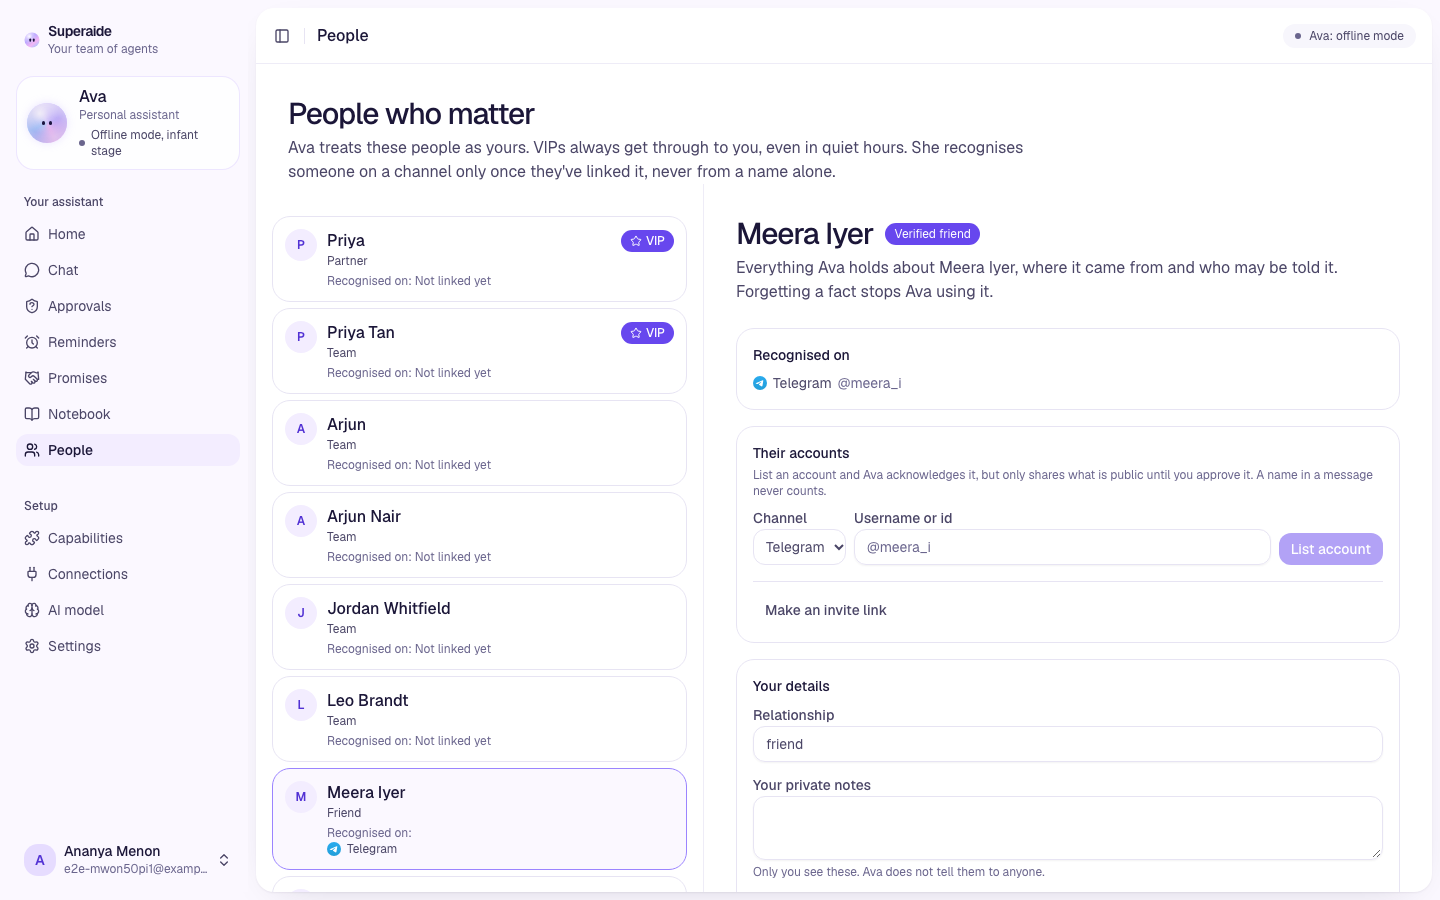 Superaide
Your team of agents
Ava
Personal assistant
Offline mode, infant
stage
Your assistant
Home
Chat
Approvals
Reminders
Promises
Notebook
People
Setup
Capabilities
Connections
AI model
Settings
A
Ananya Menon
e2e-mwon50pi1@examp...
People
Ava: offline mode
People who matter
Ava treats these people as yours. VIPs always get through to you, even in quiet hours. She recognises
someone on a channel only once they've linked it, never from a name alone.
P
Priya
VIP
Partner
Recognised on: Not linked yet
P
Priya Tan
VIP
Team
Recognised on: Not linked yet
A
Arjun
Team
Recognised on: Not linked yet
A
Arjun Nair
Team
Recognised on: Not linked yet
J
Jordan Whitfield
Team
Recognised on: Not linked yet
L
Leo Brandt
Team
Recognised on: Not linked yet
M
Meera Iyer
Friend
Recognised on:
Telegram
Meera Iyer
Verified friend
Everything Ava holds about Meera Iyer, where it came from and who may be told it.
Forgetting a fact stops Ava using it.
Recognised on
Telegram @meera_i
Their accounts
List an account and Ava acknowledges it, but only shares what is public until you approve it. A name in a message
never counts.
Channel
Username or id
Telegram
@meera_i
List account
Make an invite link
Your details
Relationship
friend
Your private notes
Only you see these. Ava does not tell them to anyone.